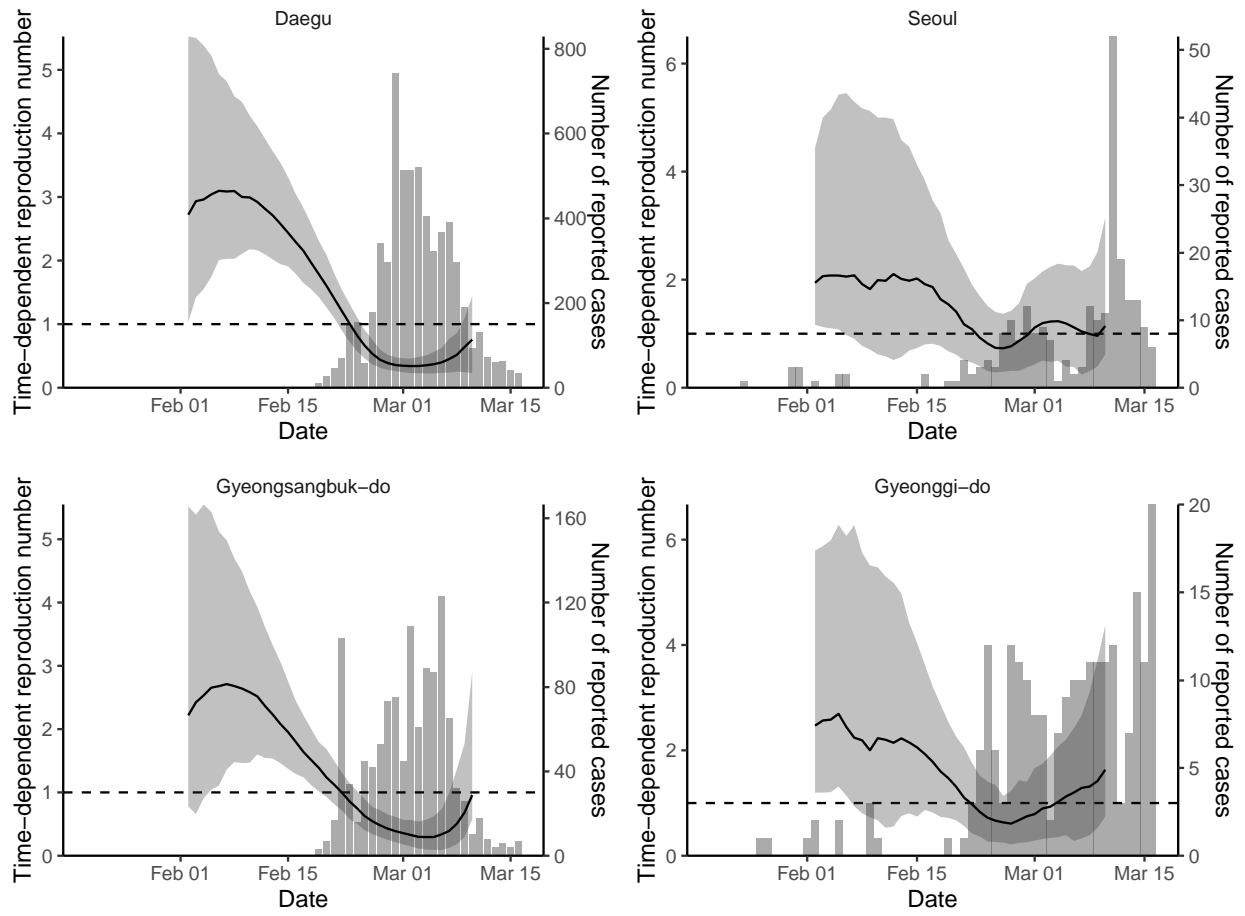 Daegu
Time−dependent reproduction number
5
4
3
2
1
0
800
600
400
200
0
Number of reported cases
Feb 01 Feb 15 Mar 01 Mar 15
Date
Seoul
Time−dependent reproduction number
6
4
2
0
50
40
30
20
10
0
Number of reported cases
Feb 01 Feb 15 Mar 01 Mar 15
Date
Gyeongsangbuk−do
Time−dependent reproduction number
5
4
3
2
1
0
160
120
80
30
0
Number of reported cases
Feb 01 Feb 15 Mar 01 Mar 15
Date
Gyeonggi−do
Time−dependent reproduction number
6
4
2
0
20
15
10
5
0
Number of reported cases
Feb 01 Feb 15 Mar 01 Mar 15
Date